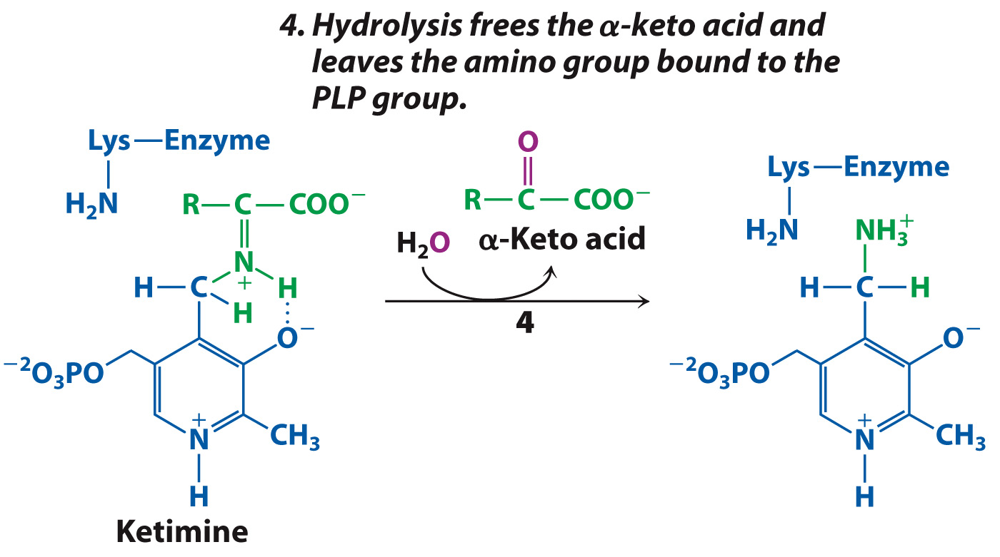 4. Hydrolysis frees the α-keto acid and
leaves the amino group bound to the
PLP group.
Lys—Enzyme
H₂N
R—C—COO⁻
N
+
H—C
H
H
O⁻
⁻²O₃PO
N
+
CH₃
H
Ketimine
O
R—C—COO⁻
H₂O
α-Keto acid
4
Lys—Enzyme
H₂N
NH₃⁺
H—C—H
O⁻
⁻²O₃PO
N
+
CH₃
H